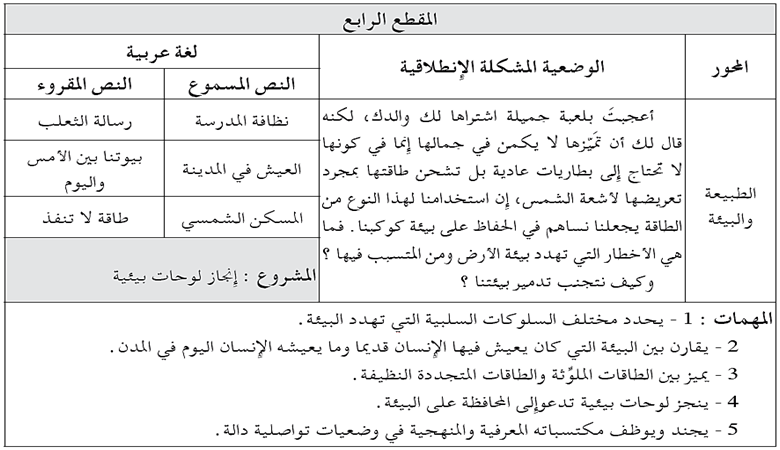 المقطع الرابع
المحور
الوضعية المشكلة الإنطلاقية
لغة عربية
النص المسموع
النص المقروء
الطبيعة
والبيئة
أعجبتَ بلعبة جميلة اشتراها لك والدك، لكنه
قال لك أن تَميّزها لا يكمن في جمالها إنما في كونها
لا تحتاج إلى بطاريات عادية بل تشحن طاقتها بمجرد
تعريضها لأشعة الشمس، إن استخدامنا لهذا النوع من
الطاقة يجعلنا نساهم في الحفاظ على بيئة كوكبنا. فما
هي الأخطار التي تهدد بيئة الأرض ومن المتسبب فيها ؟
وكيف نتجنب تدمير بيئتنا ؟
نظافة المدرسة
رسالة الثعلب
العيش في المدينة
بيوتنا بين الأمس
واليوم
المسكن الشمسي
طاقة لا تنفذ
المشروع : إنجاز لوحات بيئية
المهمات : 1 - يحدد مختلف السلوكات السلبية التي تهدد البيئة.
2 - يقارن بين البيئة التي كان يعيش فيها الإنسان قديما وما يعيشه الإنسان اليوم في المدن.
3 - يميز بين الطاقات الملوِّثة والطاقات المتجددة النظيفة.
4 - ينجز لوحات بيئية تدعوإلى المحافظة على البيئة.
5 - يجند ويوظف مكتسباته المعرفية والمنهجية في وضعيات تواصلية دالة.